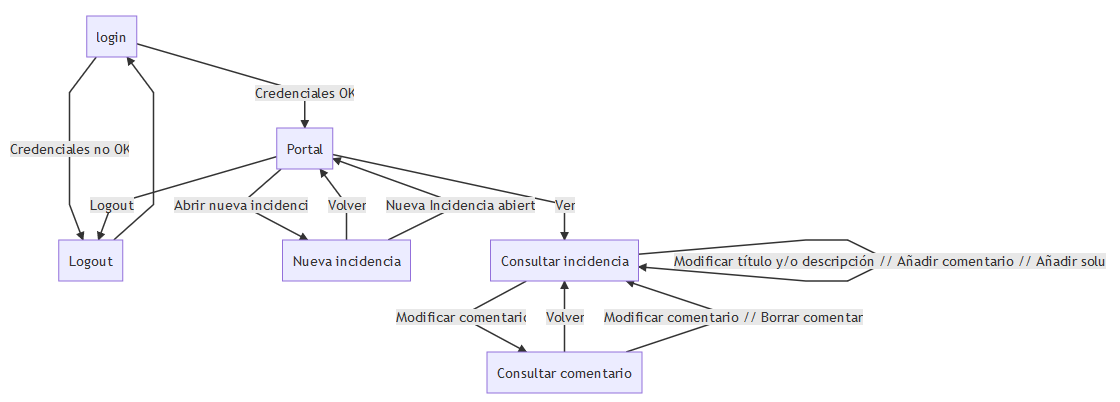 login
Credenciales OK
Portal
Credenciales no OK
Logout
Abrir nueva incidenci
Volver
Nueva Incidencia abiert
Ver
Logout
Nueva incidencia
Consultar incidencia
Modificar título y/o descripción // Añadir comentario // Añadir solu
Modificar comentario
Volver
Modificar comentario // Borrar comentar
Consultar comentario